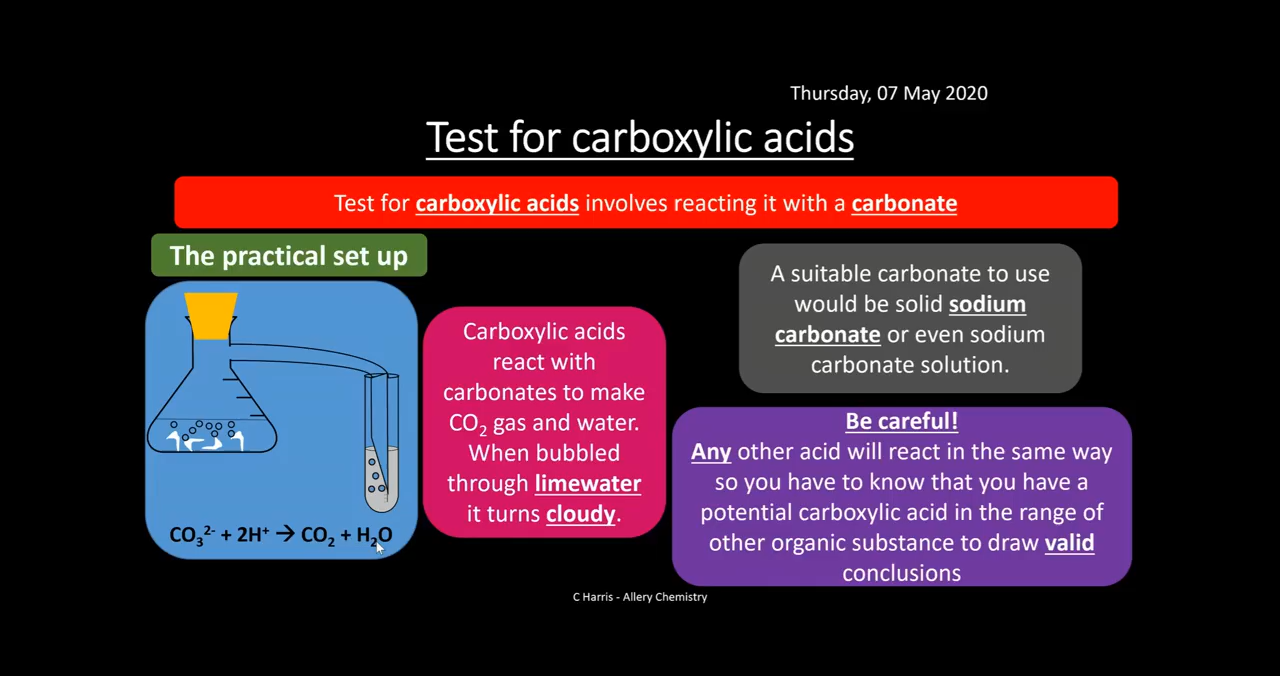 Thursday, 07 May 2020
Test for carboxylic acids
Test for carboxylic acids involves reacting it with a carbonate
The practical set up
CO₃²⁻ + 2H⁺ → CO₂ + H₂O
Carboxylic acids
react with
carbonates to make
CO₂ gas and water.
When bubbled
through limewater
it turns cloudy.
A suitable carbonate to use
would be solid sodium
carbonate or even sodium
carbonate solution.
Be careful!
Any other acid will react in the same way
so you have to know that you have a
potential carboxylic acid in the range of
other organic substance to draw valid
conclusions
C Harris - Allery Chemistry